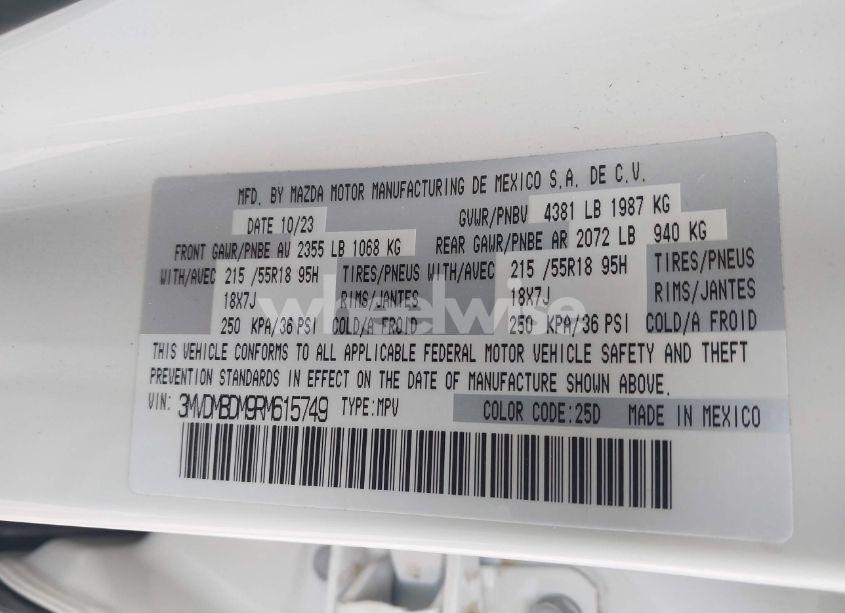 MFD. BY MAZDA MOTOR MANUFACTURING DE MEXICO S.A. DE C.V.
DATE 10/23 GVWR/PNBV 4381 LB 1987 KG
FRONT GAWR/PNBE AV 2355 LB 1068 KG REAR GAWR/PNBE AR 2072 LB 940 KG
WITH/AVEC 215 /55R18 95H TIRES/PNEUS WITH/AVEC 215 /55R18 95H TIRES/PNEUS
18X7J RIMS/JANTES 18X7J RIMS/JANTES
wheelwise
250 KPA/36 PSI COLD/A FROID 250 KPA/36 PSI COLD/A FROID
THIS VEHICLE CONFORMS TO ALL APPLICABLE FEDERAL MOTOR VEHICLE SAFETY AND THEFT
PREVENTION STANDARDS IN EFFECT ON THE DATE OF MANUFACTURE SHOWN ABOVE.
VIN: 3MVDMBDM9RM615749 TYPE:MPV COLOR CODE:25D MADE IN MEXICO